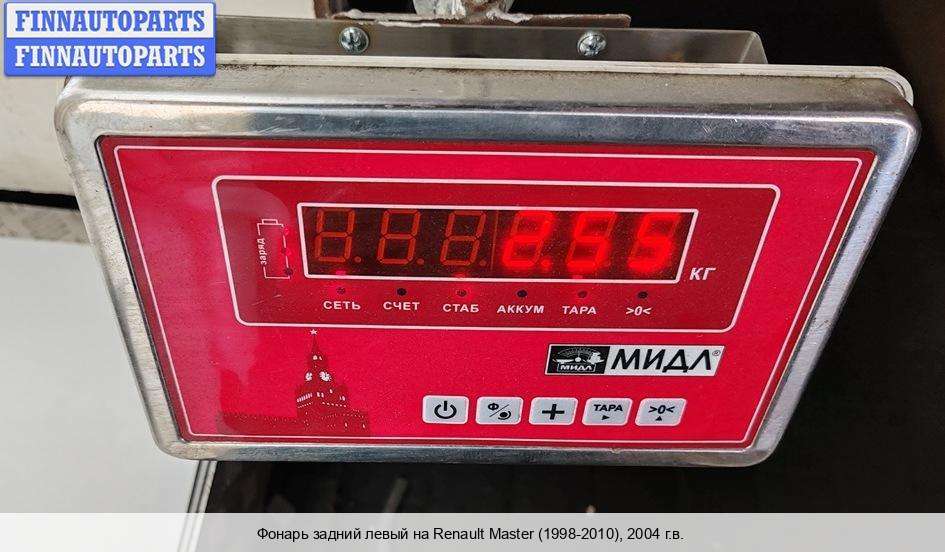 FINNAUTOPARTS
FINNAUTOPARTS
заряд
2.55
КГ
СЕТЬ СЧЕТ СТАБ АККУМ ТАРА >0<
МИДЛ
МИДЛ®
Ф
ТАРА >0<
Фонарь задний левый на Renault Master (1998-2010), 2004 г.в.